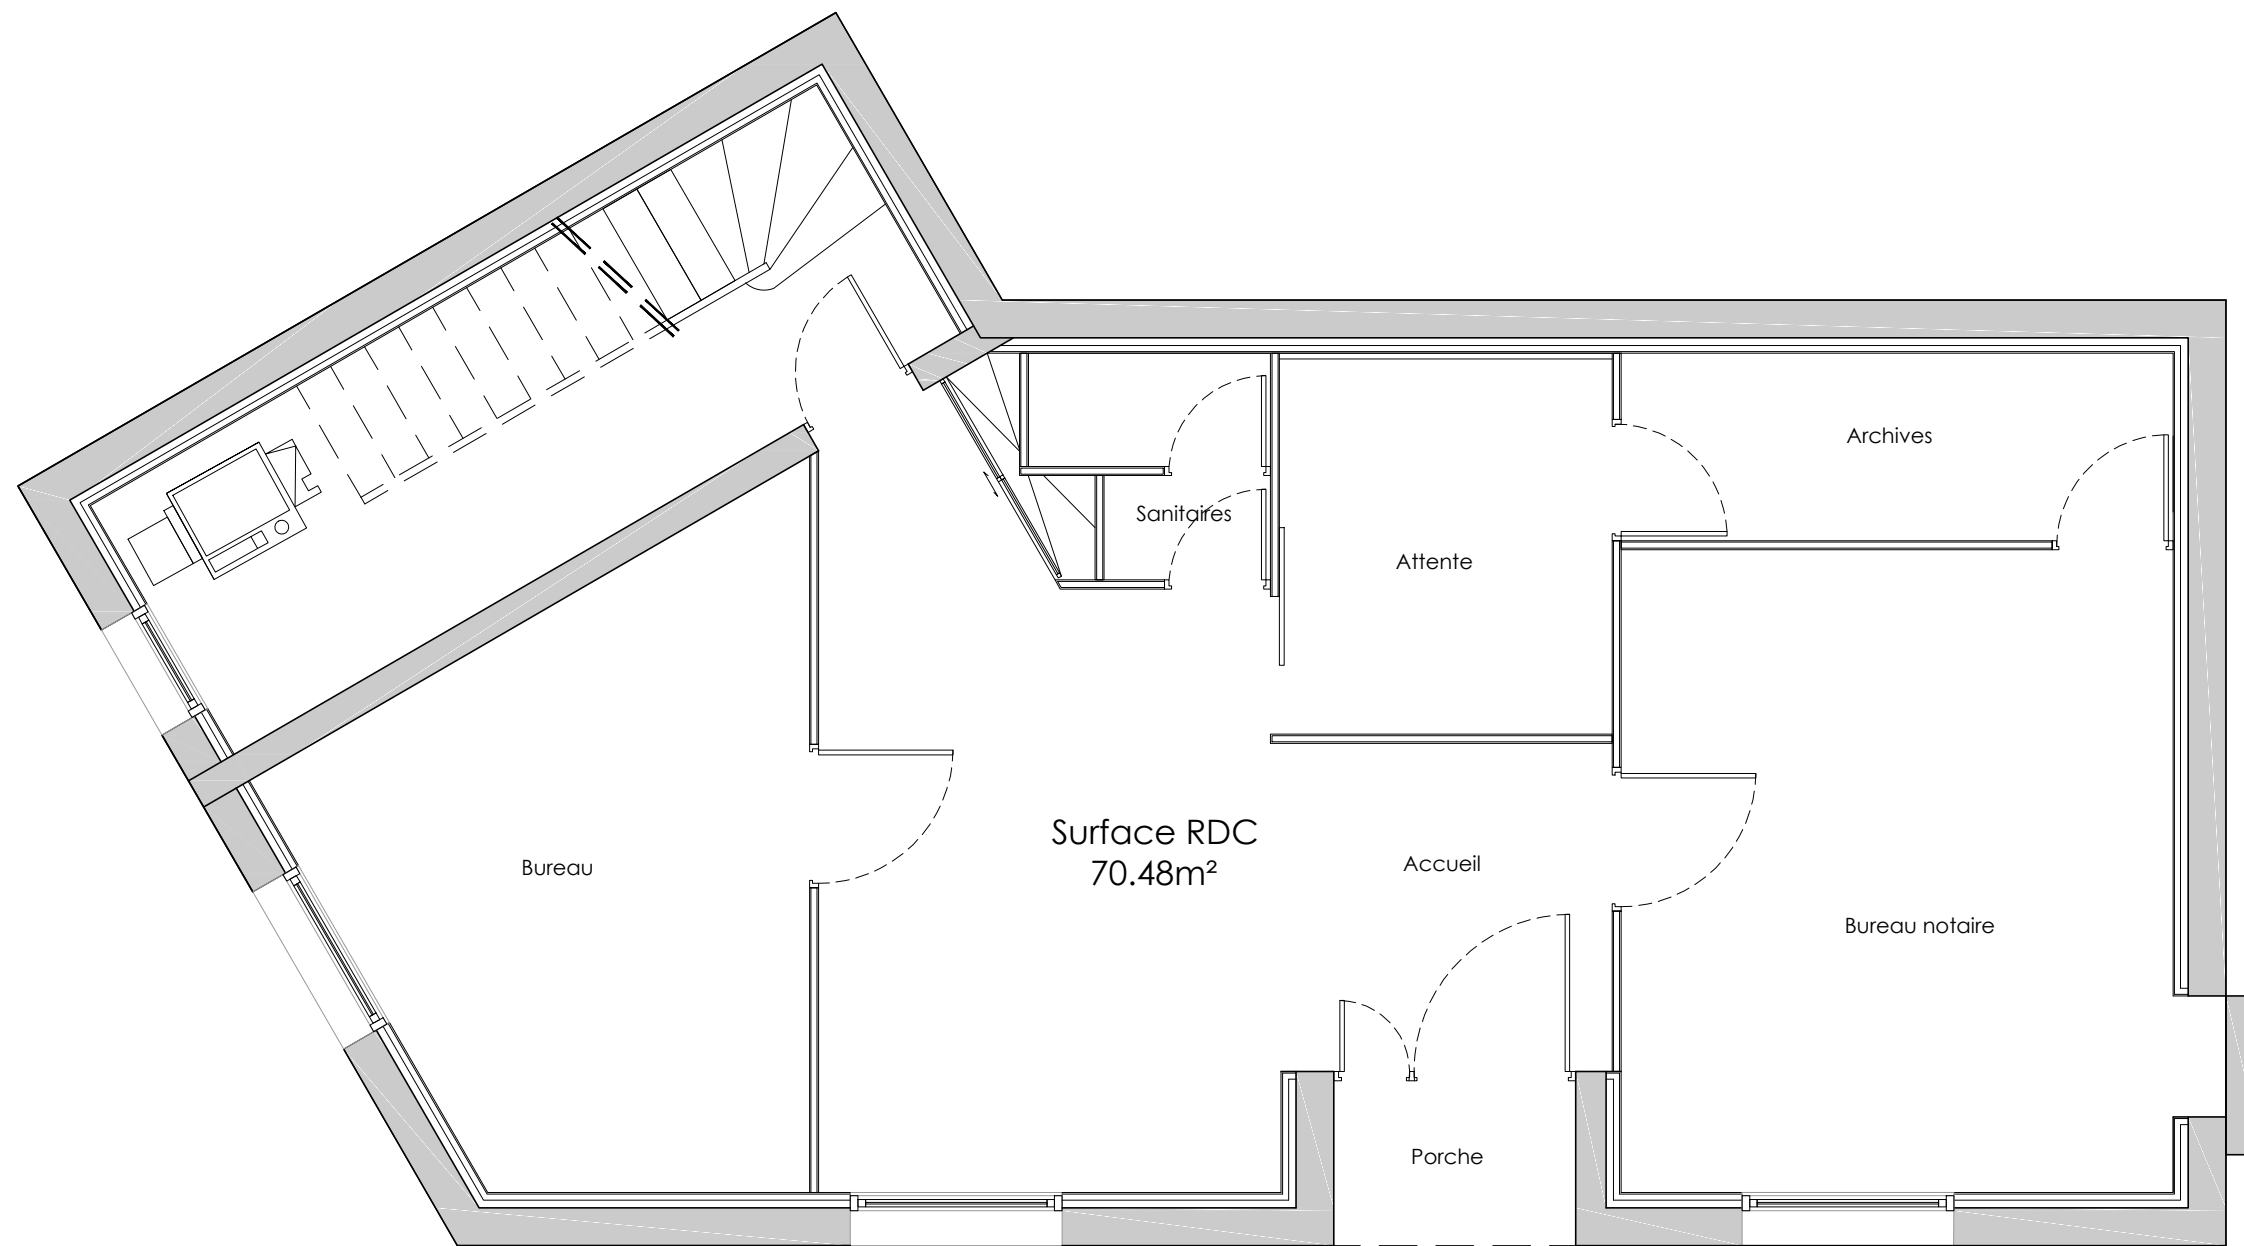 Archives
Sanitaires
Attente
Surface RDC
70.48m²
Bureau
Accueil
Bureau notaire
Porche